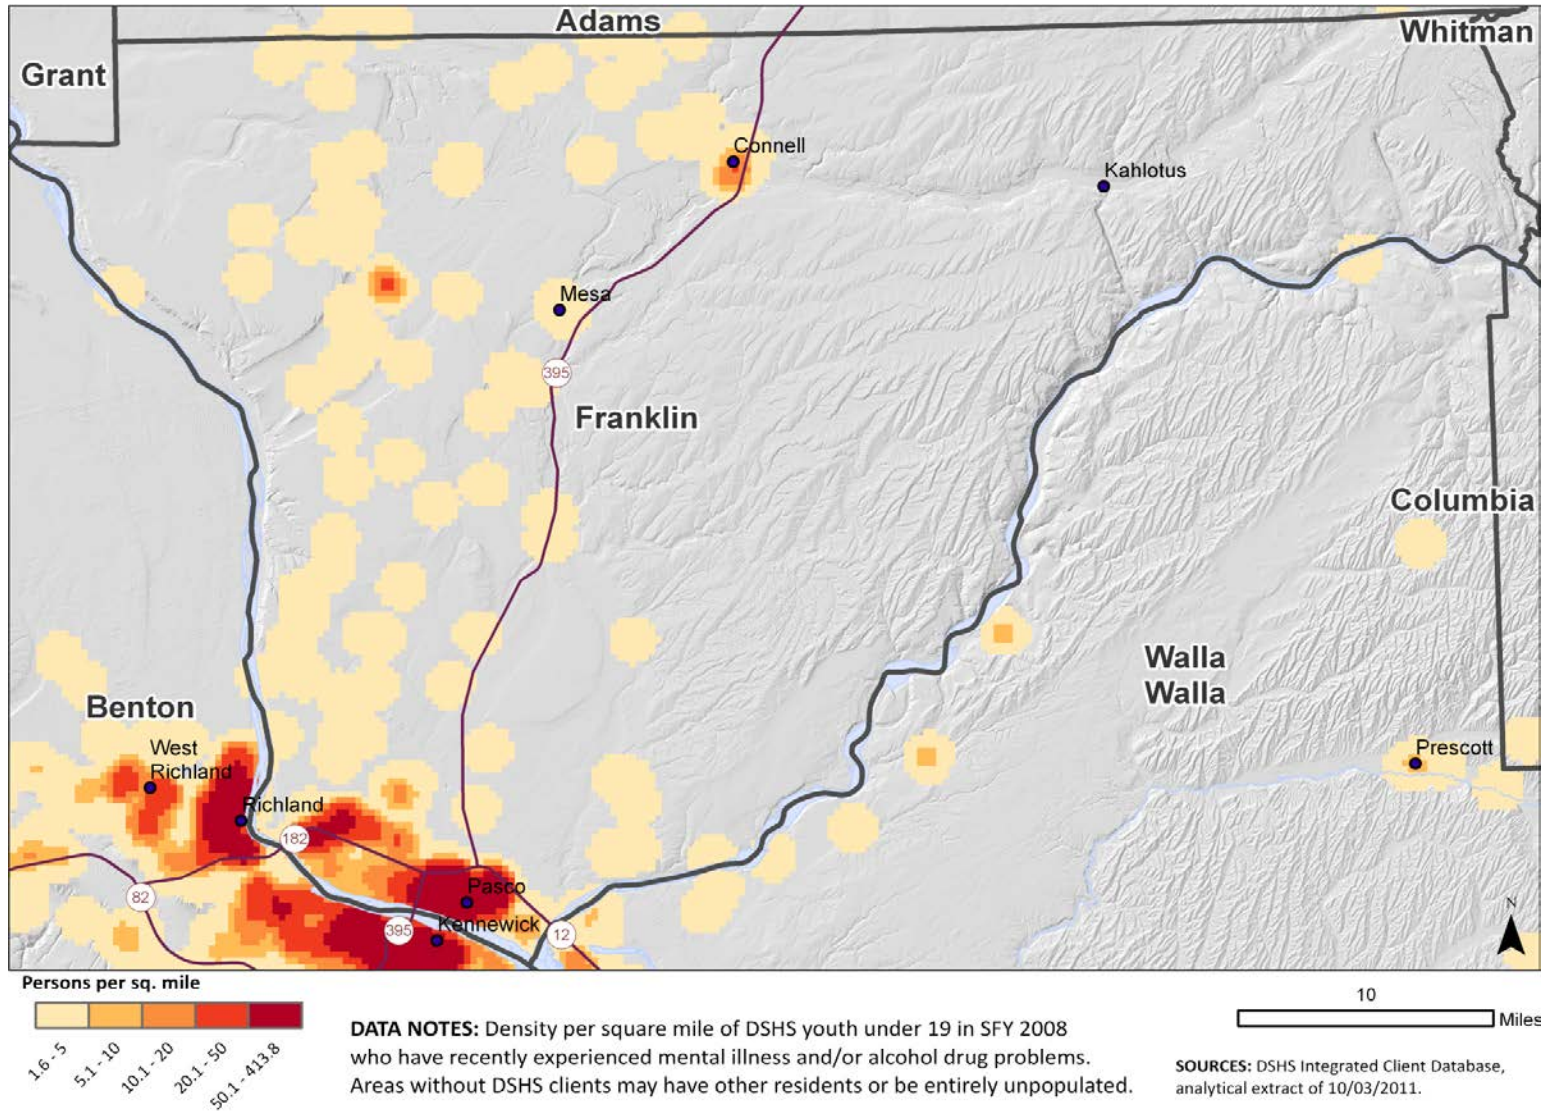 Adams
Whitman
Grant
Connell
Kahlotus
Mesa
395
Franklin
Columbia
Walla
Walla
Benton
West
Richland
Prescott
Richland
182
82
Pasco
Kennewick
395
12
N
Persons per sq. mile
1.6 - 5
5.1 - 10
10.1 - 20
20.1 - 50
50.1 - 413.8
DATA NOTES: Density per square mile of DSHS youth under 19 in SFY 2008
who have recently experienced mental illness and/or alcohol drug problems.
Areas without DSHS clients may have other residents or be entirely unpopulated.
10
Miles
SOURCES: DSHS Integrated Client Database,
analytical extract of 10/03/2011.